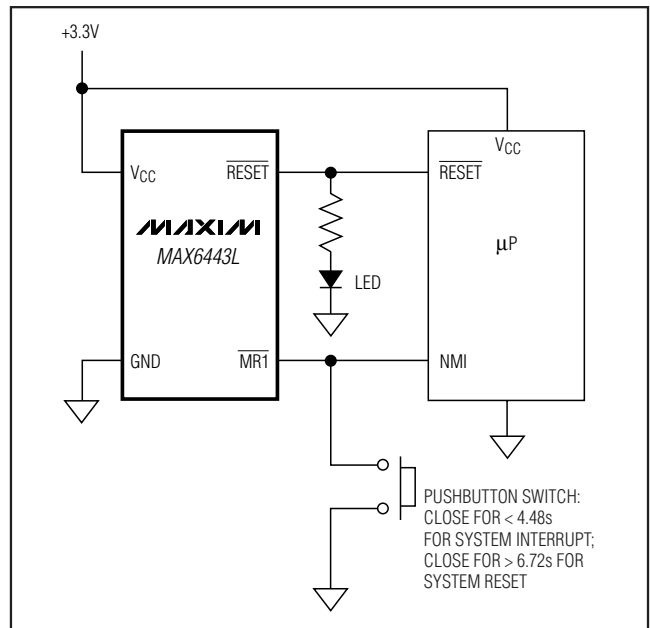 +3.3V
VCC
RESET
MAXIM
MAX6443L
GND
MR1
LED
VCC
RESET
µP
NMI
PUSHBUTTON SWITCH:
CLOSE FOR < 4.48s
FOR SYSTEM INTERRUPT;
CLOSE FOR > 6.72s FOR
SYSTEM RESET